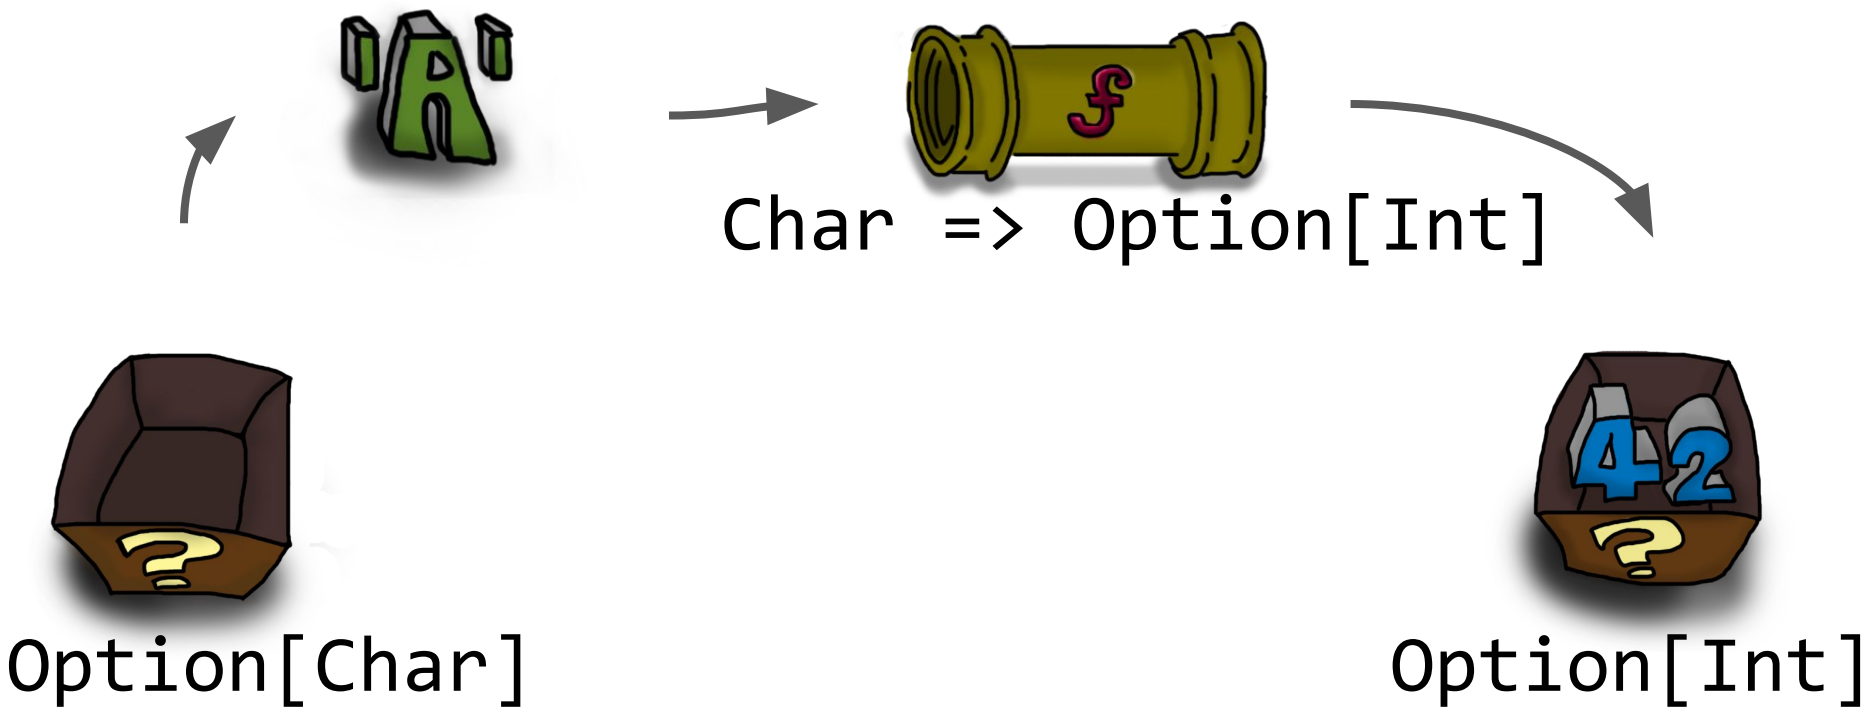 'A'
f
Char => Option[Int]
42
?
?
Option[Char]
Option[Int]